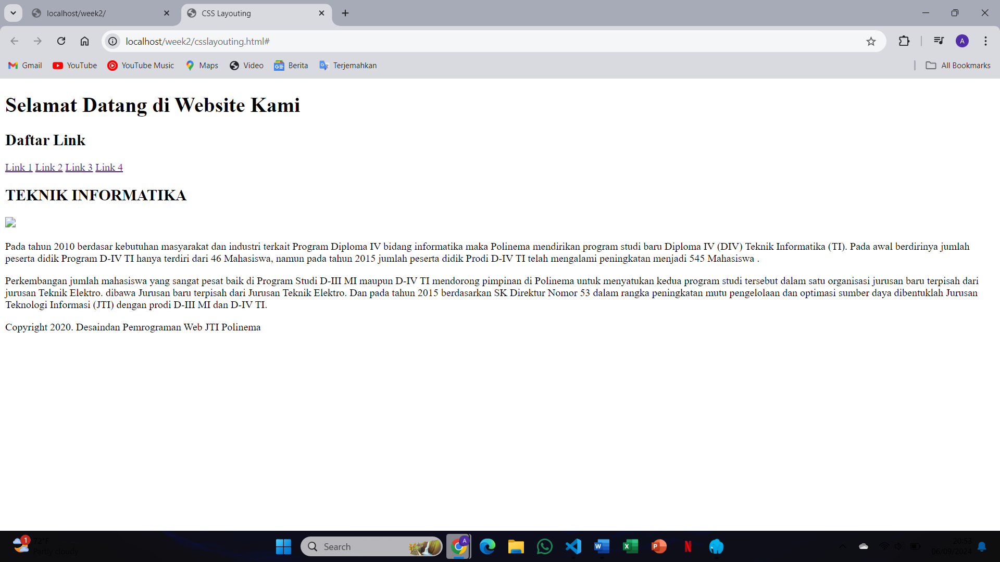 localhost/week2/
CSS Layouting
localhost/week2/csslayouting.html#
A
Gmail
YouTube
YouTube Music
Maps
Video
Berita
Terjemahkan
All Bookmarks
Selamat Datang di Website Kami
Daftar Link
Link 1 Link 2 Link 3 Link 4
TEKNIK INFORMATIKA
Pada tahun 2010 berdasar kebutuhan masyarakat dan industri terkait Program Diploma IV bidang informatika maka Polinema mendirikan program studi baru Diploma IV (DIV) Teknik Informatika (TI). Pada awal berdirinya jumlah
peserta didik Program D-IV TI hanya terdiri dari 46 Mahasiswa, namun pada tahun 2015 jumlah peserta didik Prodi D-IV TI telah mengalami peningkatan menjadi 545 Mahasiswa .
Perkembangan jumlah mahasiswa yang sangat pesat baik di Program Studi D-III MI maupun D-IV TI mendorong pimpinan di Polinema untuk menyatukan kedua program studi tersebut dalam satu organisasi jurusan baru terpisah dari
jurusan Teknik Elektro. dibawa Jurusan baru terpisah dari Jurusan Teknik Elektro. Dan pada tahun 2015 berdasarkan SK Direktur Nomor 53 dalam rangka peningkatan mutu pengelolaan dan optimasi sumber daya dibentuklah Jurusan
Teknologi Informasi (JTI) dengan prodi D-III MI dan D-IV TI.
Copyright 2020. Desaindan Pemrograman Web JTI Polinema
1
72°F
Partly cloudy
Search
A
20:53
06/09/2024